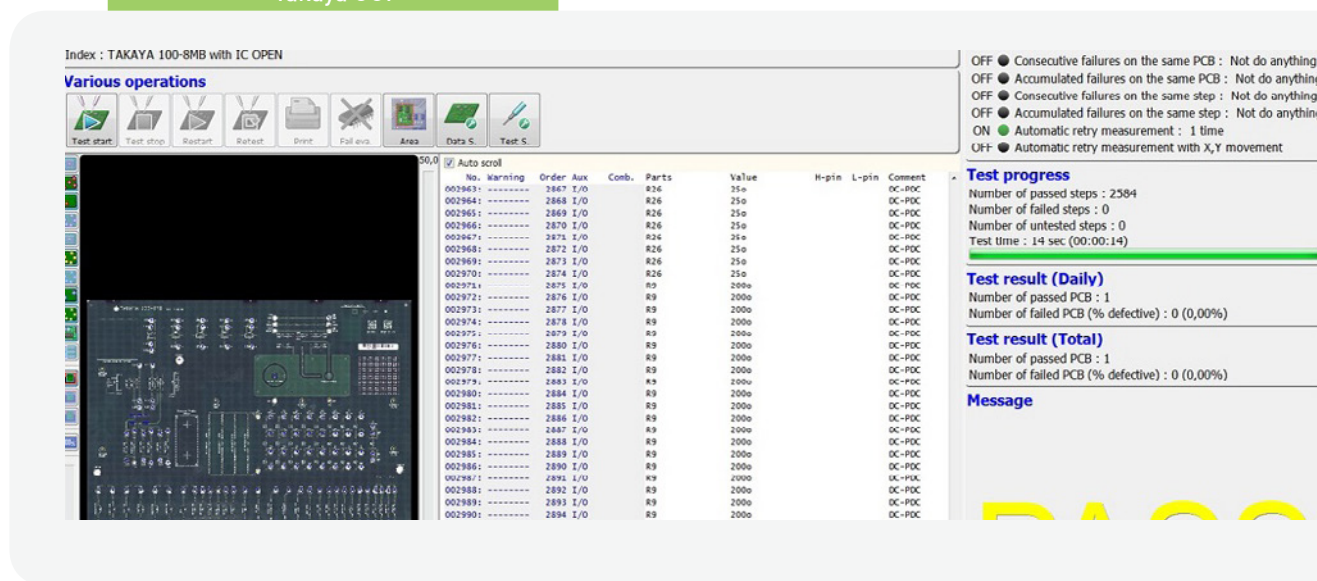 Index : TAKAYA 100-8MB with IC OPEN
Various operations
Test start Test stop Restart Retest Print Fail eva. Area Data S. Test S.
50,0
Auto scroll
No. Warning Order Aux Comb. Parts Value H-pin L-pin Comment
002963: -------- 2867 I/O R26 25o DC-PDC
002964: -------- 2868 I/O R26 25o DC-PDC
002965: -------- 2869 I/O R26 25o DC-PDC
002966: -------- 2870 I/O R26 25o DC-PDC
002967: -------- 2871 I/O R26 25o DC-PDC
002968: -------- 2872 I/O R26 25o DC-PDC
002969: -------- 2873 I/O R26 25o DC-PDC
002970: -------- 2874 I/O R26 25o DC-PDC
002971: -------- 2875 I/O R9 200o DC-PDC
002972: -------- 2876 I/O R9 200o DC-PDC
002973: -------- 2877 I/O R9 200o DC-PDC
002974: -------- 2878 I/O R9 200o DC-PDC
002975: -------- 2879 I/O R9 200o DC-PDC
002976: -------- 2880 I/O R9 200o DC-PDC
002977: -------- 2881 I/O R9 200o DC-PDC
002978: -------- 2882 I/O R9 200o DC-PDC
002979: -------- 2883 I/O R9 200o DC-PDC
002980: -------- 2884 I/O R9 200o DC-PDC
002981: -------- 2885 I/O R9 200o DC-PDC
002982: -------- 2886 I/O R9 200o DC-PDC
002983: -------- 2887 I/O R9 200o DC-PDC
002984: -------- 2888 I/O R9 200o DC-PDC
002985: -------- 2889 I/O R9 200o DC-PDC
002986: -------- 2890 I/O R9 200o DC-PDC
002987: -------- 2891 I/O R9 200o DC-PDC
002988: -------- 2892 I/O R9 200o DC-PDC
002989: -------- 2893 I/O R9 200o DC-PDC
002990: -------- 2894 I/O R9 200o DC-PDC
OFF Consecutive failures on the same PCB : Not do anything
OFF Accumulated failures on the same PCB : Not do anything
OFF Consecutive failures on the same step : Not do anything
OFF Accumulated failures on the same step : Not do anything
ON Automatic retry measurement : 1 time
OFF Automatic retry measurement with X,Y movement
Test progress
Number of passed steps : 2584
Number of failed steps : 0
Number of untested steps : 0
Test time : 14 sec (00:00:14)
Test result (Daily)
Number of passed PCB : 1
Number of failed PCB (% defective) : 0 (0,00%)
Test result (Total)
Number of passed PCB : 1
Number of failed PCB (% defective) : 0 (0,00%)
Message
PASS